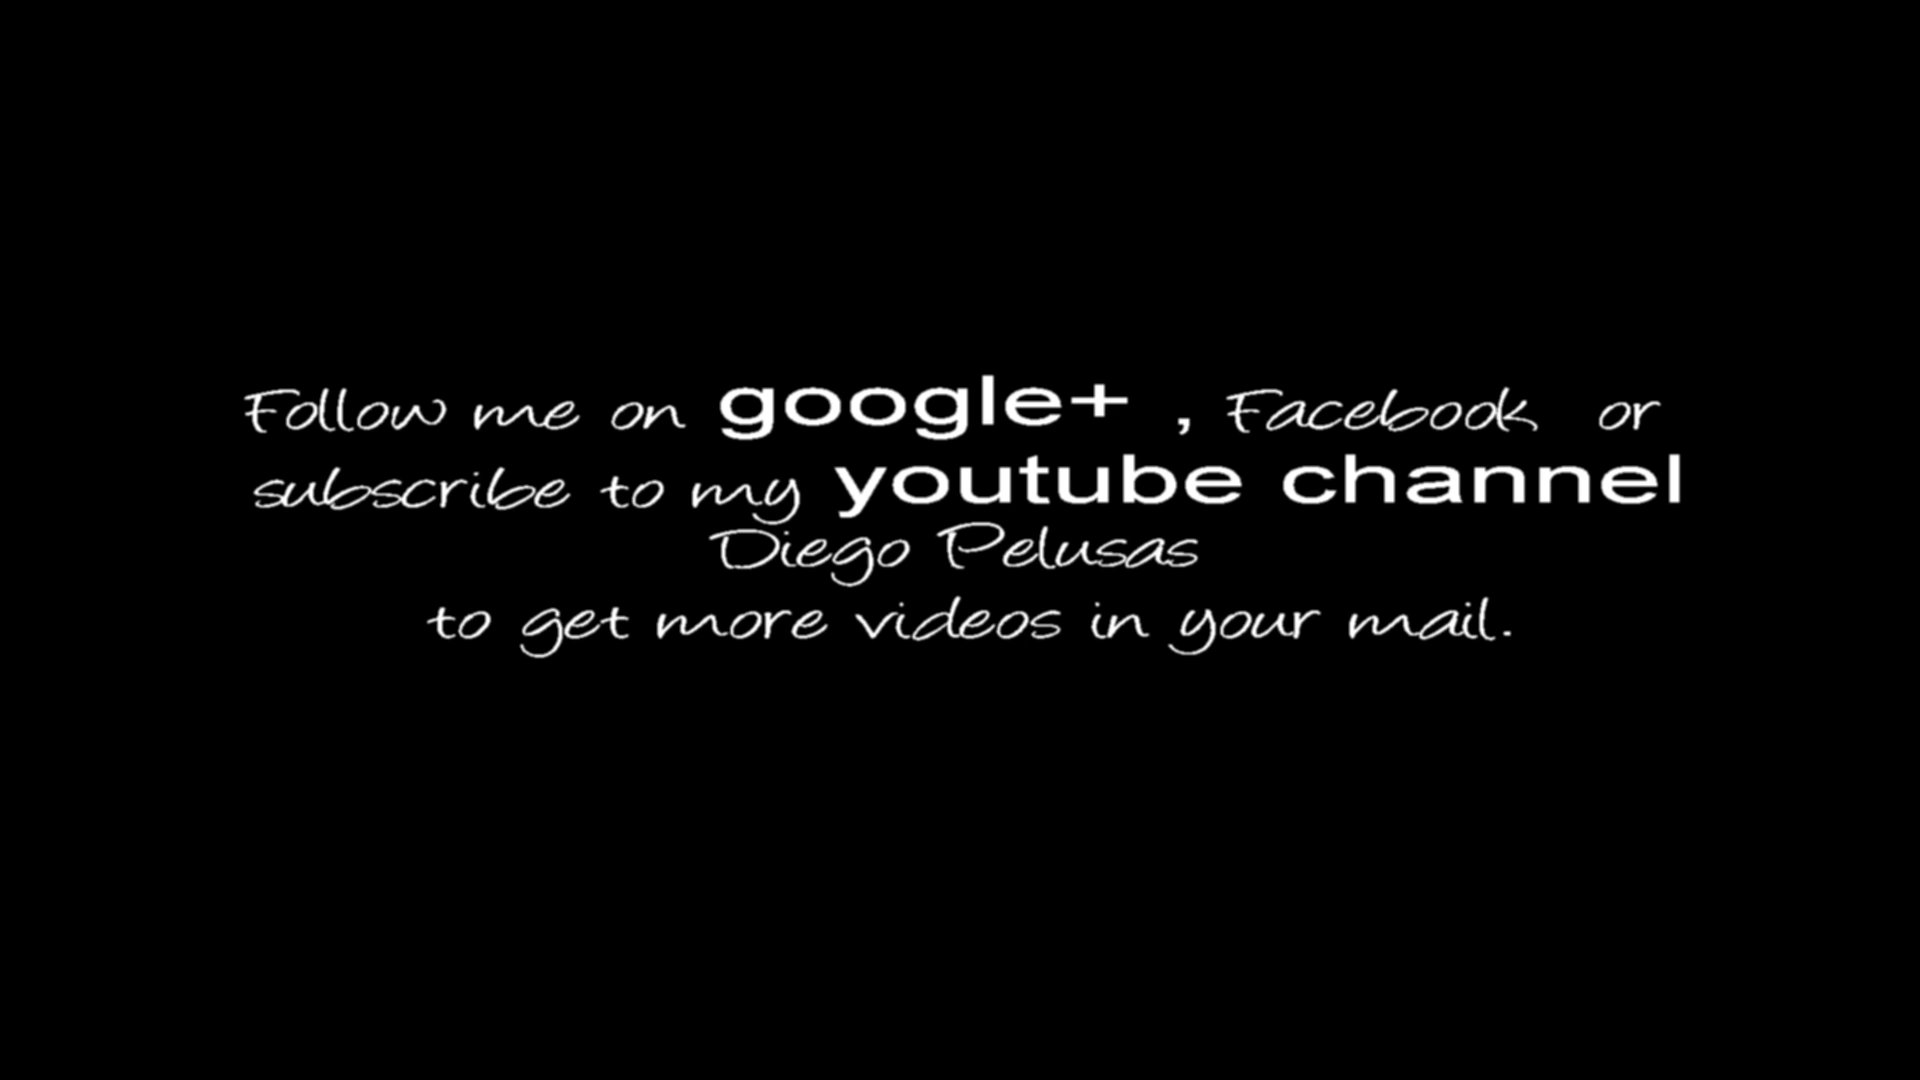 Follow me on google+ , Facebook or
subscribe to my youtube channel
Diego Pelusas
to get more videos in your mail.